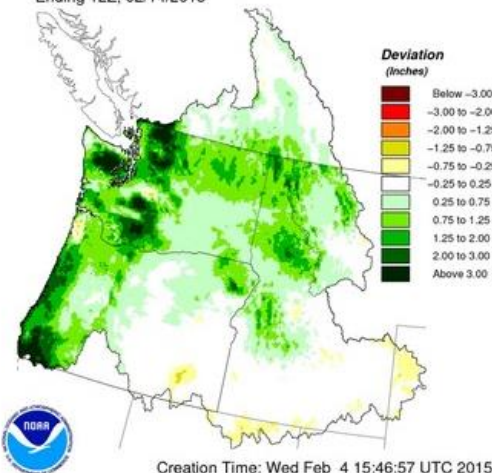 Deviation
(Inches)
Below -3.00
-3.00 to -2.00
-2.00 to -1.25
-1.25 to -0.75
-0.75 to -0.25
-0.25 to 0.25
0.25 to 0.75
0.75 to 1.25
1.25 to 2.00
2.00 to 3.00
Above 3.00
NOAA
Creation Time: Wed Feb 4 15:46:57 UTC 2015